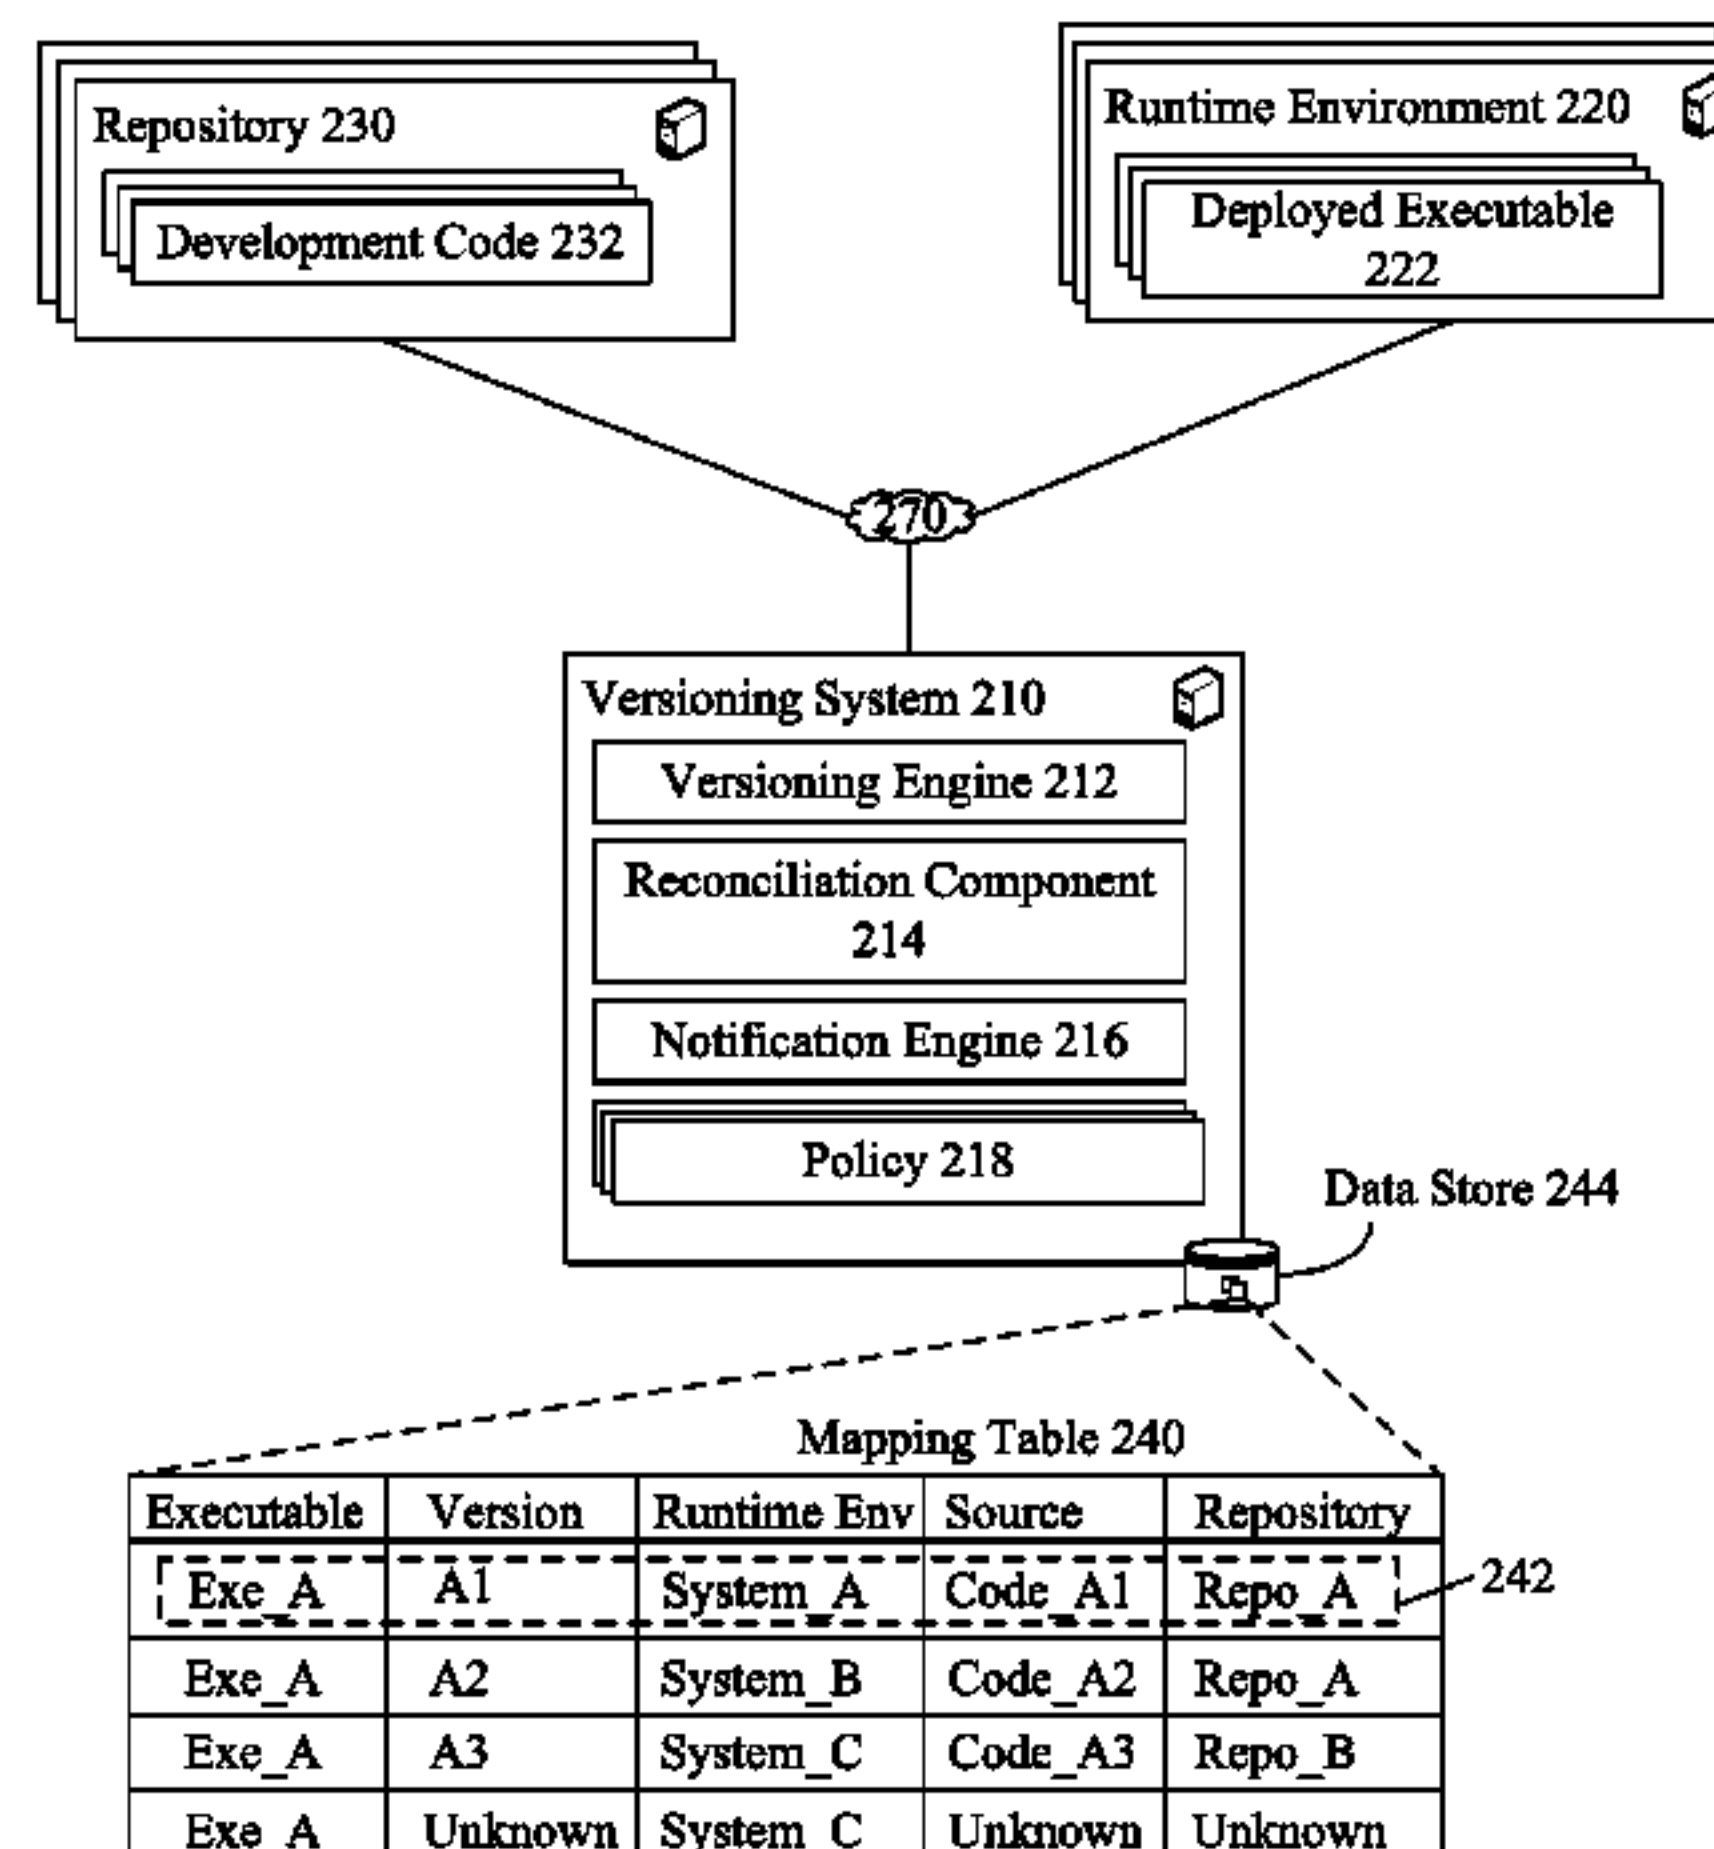 Repository 230
Development Code 232
Runtime Environment 220
Deployed Executable
222
270
Versioning System 210
Versioning Engine 212
Reconciliation Component
214
Notification Engine 216
Policy 218
Data Store 244
Mapping Table 240
Executable Version Runtime Env Source Repository
Exe_A A1 System_A Code_A1 Repo_A
242
Exe_A A2 System_B Code_A2 Repo_A
Exe_A A3 System_C Code_A3 Repo_B
Exe_A Unknown System_C Unknown Unknown